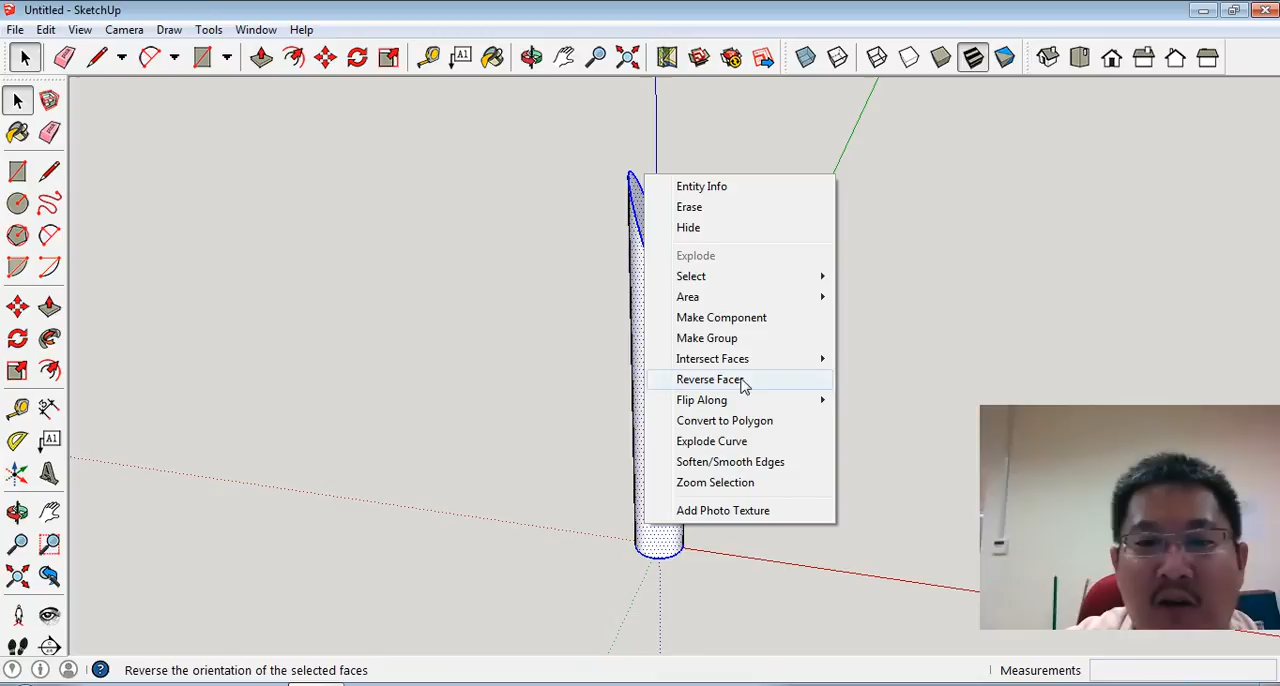 Untitled - SketchUp
File Edit View Camera Draw Tools Window Help
A1
Entity Info
Erase
Hide
Explode
Select
Area
Make Component
Make Group
Intersect Faces
Reverse Faces
Flip Along
Convert to Polygon
Explode Curve
Soften/Smooth Edges
Zoom Selection
Add Photo Texture
A1
Reverse the orientation of the selected faces
Measurements